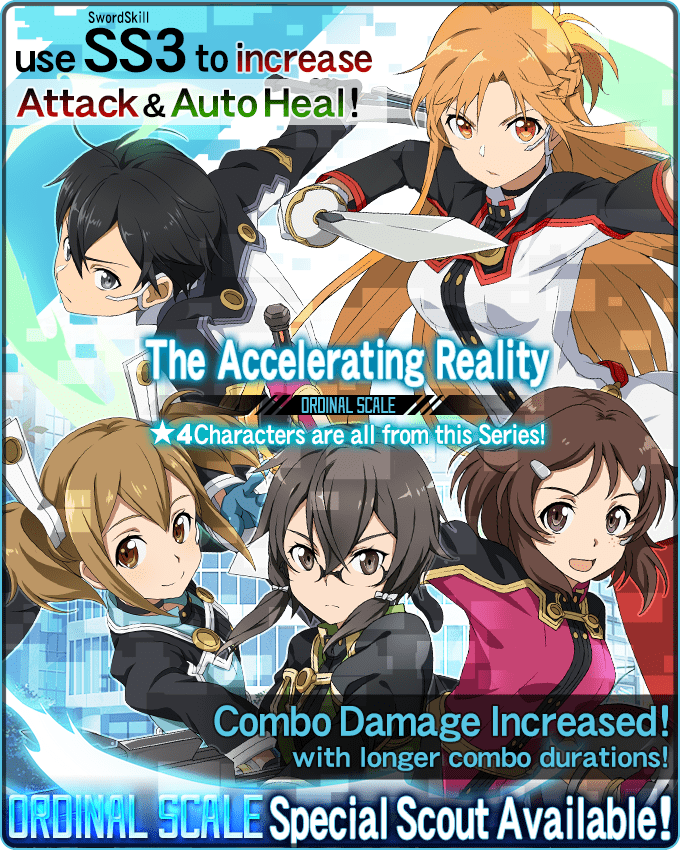 SwordSkill
use SS3 to increase
Attack & Auto Heal!
The Accelerating Reality
ORDINAL SCALE
★4Characters are all from this Series!
Combo Damage Increased!
with longer combo durations!
ORDINAL SCALE Special Scout Available!